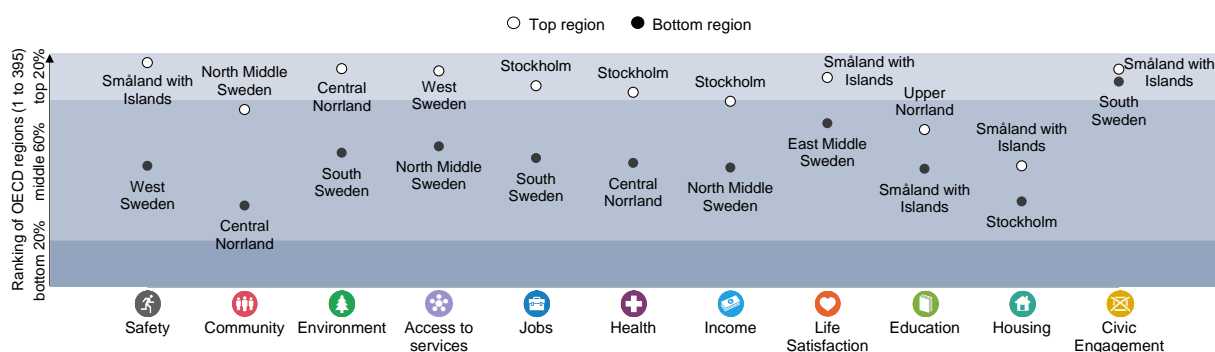 Top region
Bottom region
Ranking of OECD regions (1 to 395)
bottom 20%
middle 60%
top 20%
Småland with
Islands
West
Sweden
North Middle
Sweden
Central
Norrland
Central
Norrland
South
Sweden
West
Sweden
North Middle
Sweden
Stockholm
South
Sweden
Stockholm
Central
Norrland
Stockholm
North Middle
Sweden
Småland with
Islands
East Middle
Sweden
Upper
Norrland
Småland with
Islands
Småland with
Islands
Stockholm
Småland with
Islands
South
Sweden
Safety
Community
Environment
Access to
services
Jobs
Health
Income
Life
Satisfaction
Education
Housing
Civic
Engagement